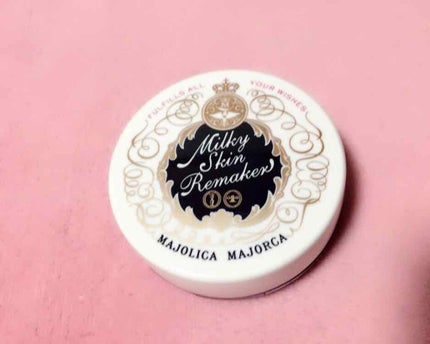 FULFILLS ALL YOUR WISHES
Milky
Skin
Remaker
MAJOLICA MAJORCA